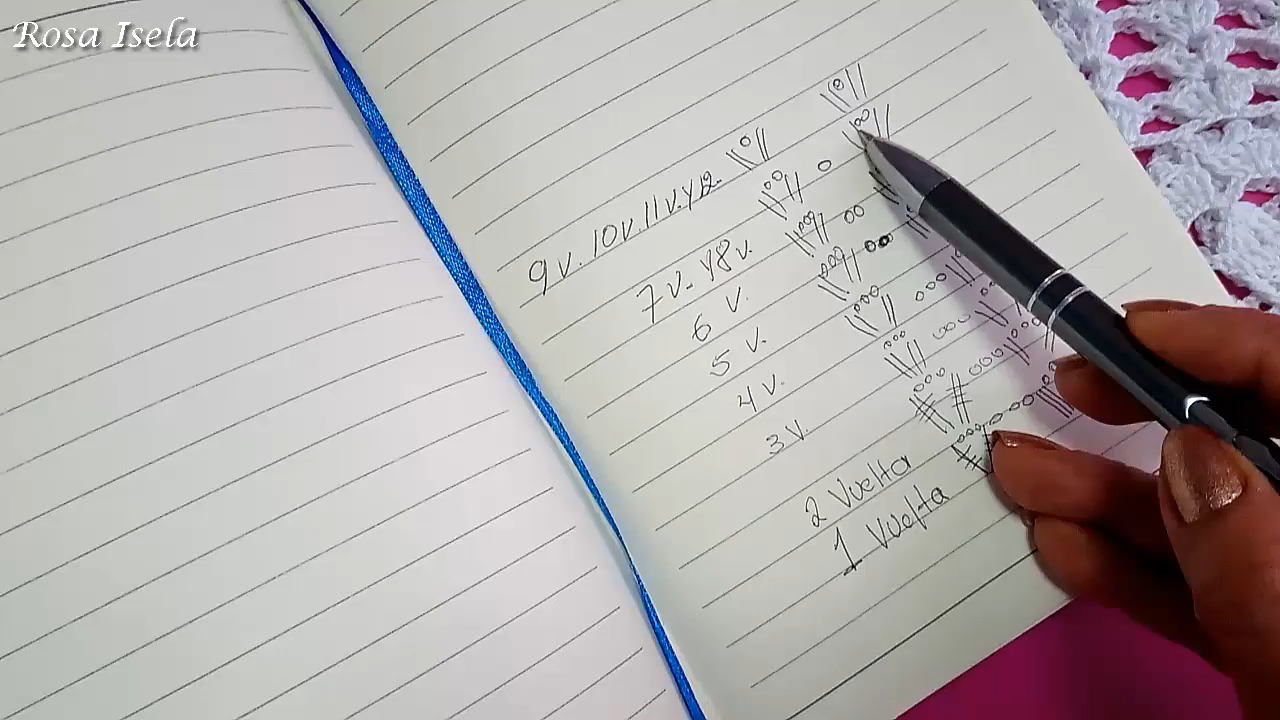 Rosa Isela
9 v. 10 v. 11 v. y 12.
7 v. y 8 v.
6 v.
5 v.
4 v.
3 v.
2 Vuelta
1 Vuelta